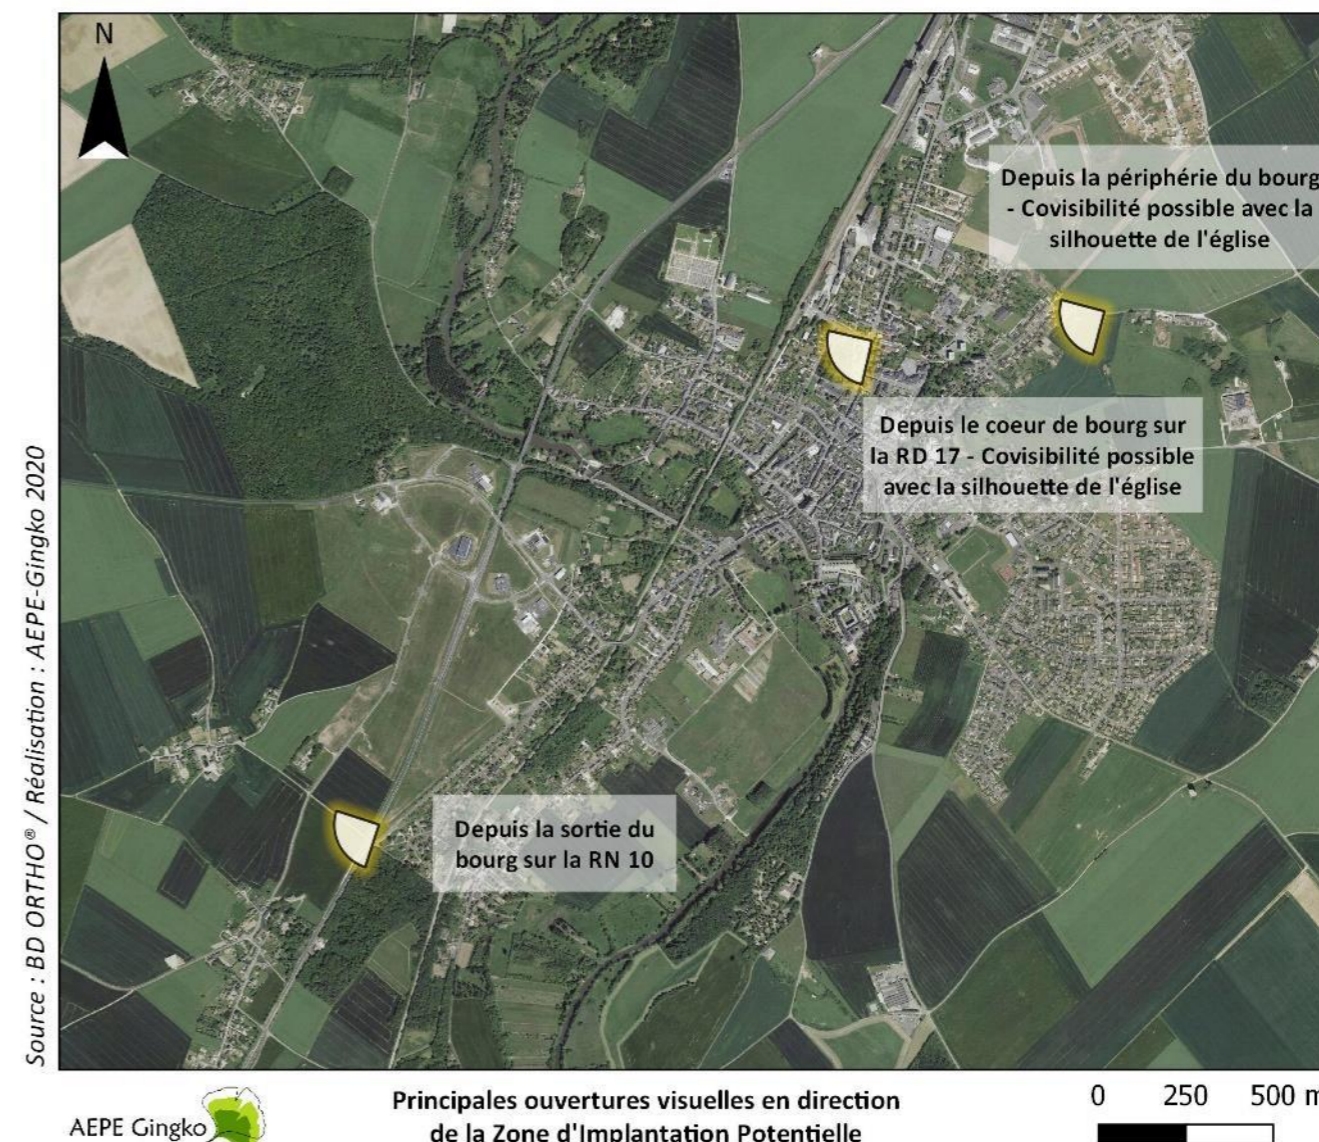 N
Depuis la périphérie du bourg
- Covisibilité possible avec la
silhouette de l'église
Depuis le coeur de bourg sur
la RD 17 - Covisibilité possible
avec la silhouette de l'église
Depuis la sortie du
bourg sur la RN 10
Source : BD ORTHO® / Réalisation : AEPE-Gingko 2020
AEPE Gingko
Principales ouvertures visuelles en direction
de la Zone d'Implantation Potentielle
0 250 500 m